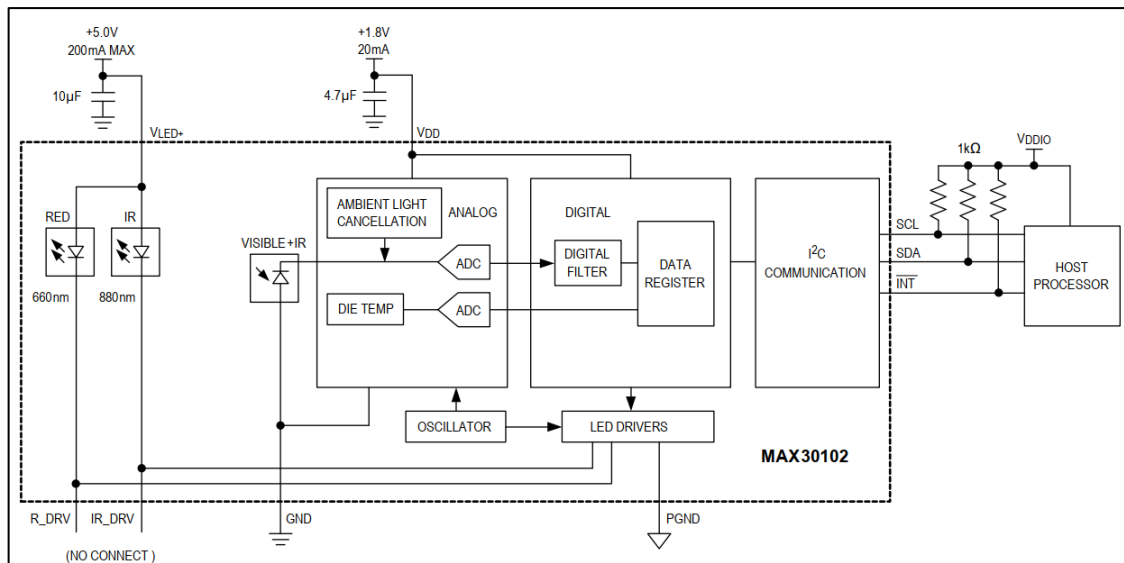 +5.0V
200mA MAX
+1.8V
20mA
10µF
4.7µF
VLED+
VDD
VDDIO
1kΩ
RED
IR
660nm
880nm
VISIBLE+IR
AMBIENT LIGHT
CANCELLATION
ANALOG
ADC
DIE TEMP
ADC
DIGITAL
DIGITAL
FILTER
DATA
REGISTER
I²C
COMMUNICATION
SCL
SDA
INT
HOST
PROCESSOR
OSCILLATOR
LED DRIVERS
MAX30102
R_DRV
IR_DRV
GND
PGND
(NO CONNECT )